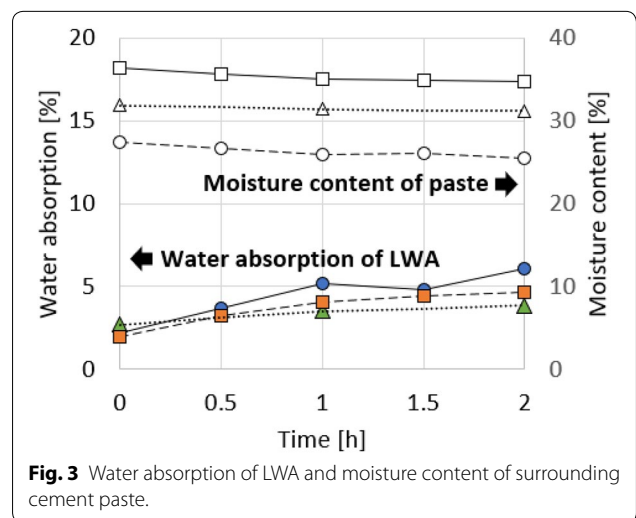 20
15
10
5
0
Water absorption [%]
40
30
20
10
0
Moisture content [%]
Moisture content of paste
Water absorption of LWA
0 0.5 1 1.5 2
Time [h]
Fig. 3 Water absorption of LWA and moisture content of surrounding
cement paste.